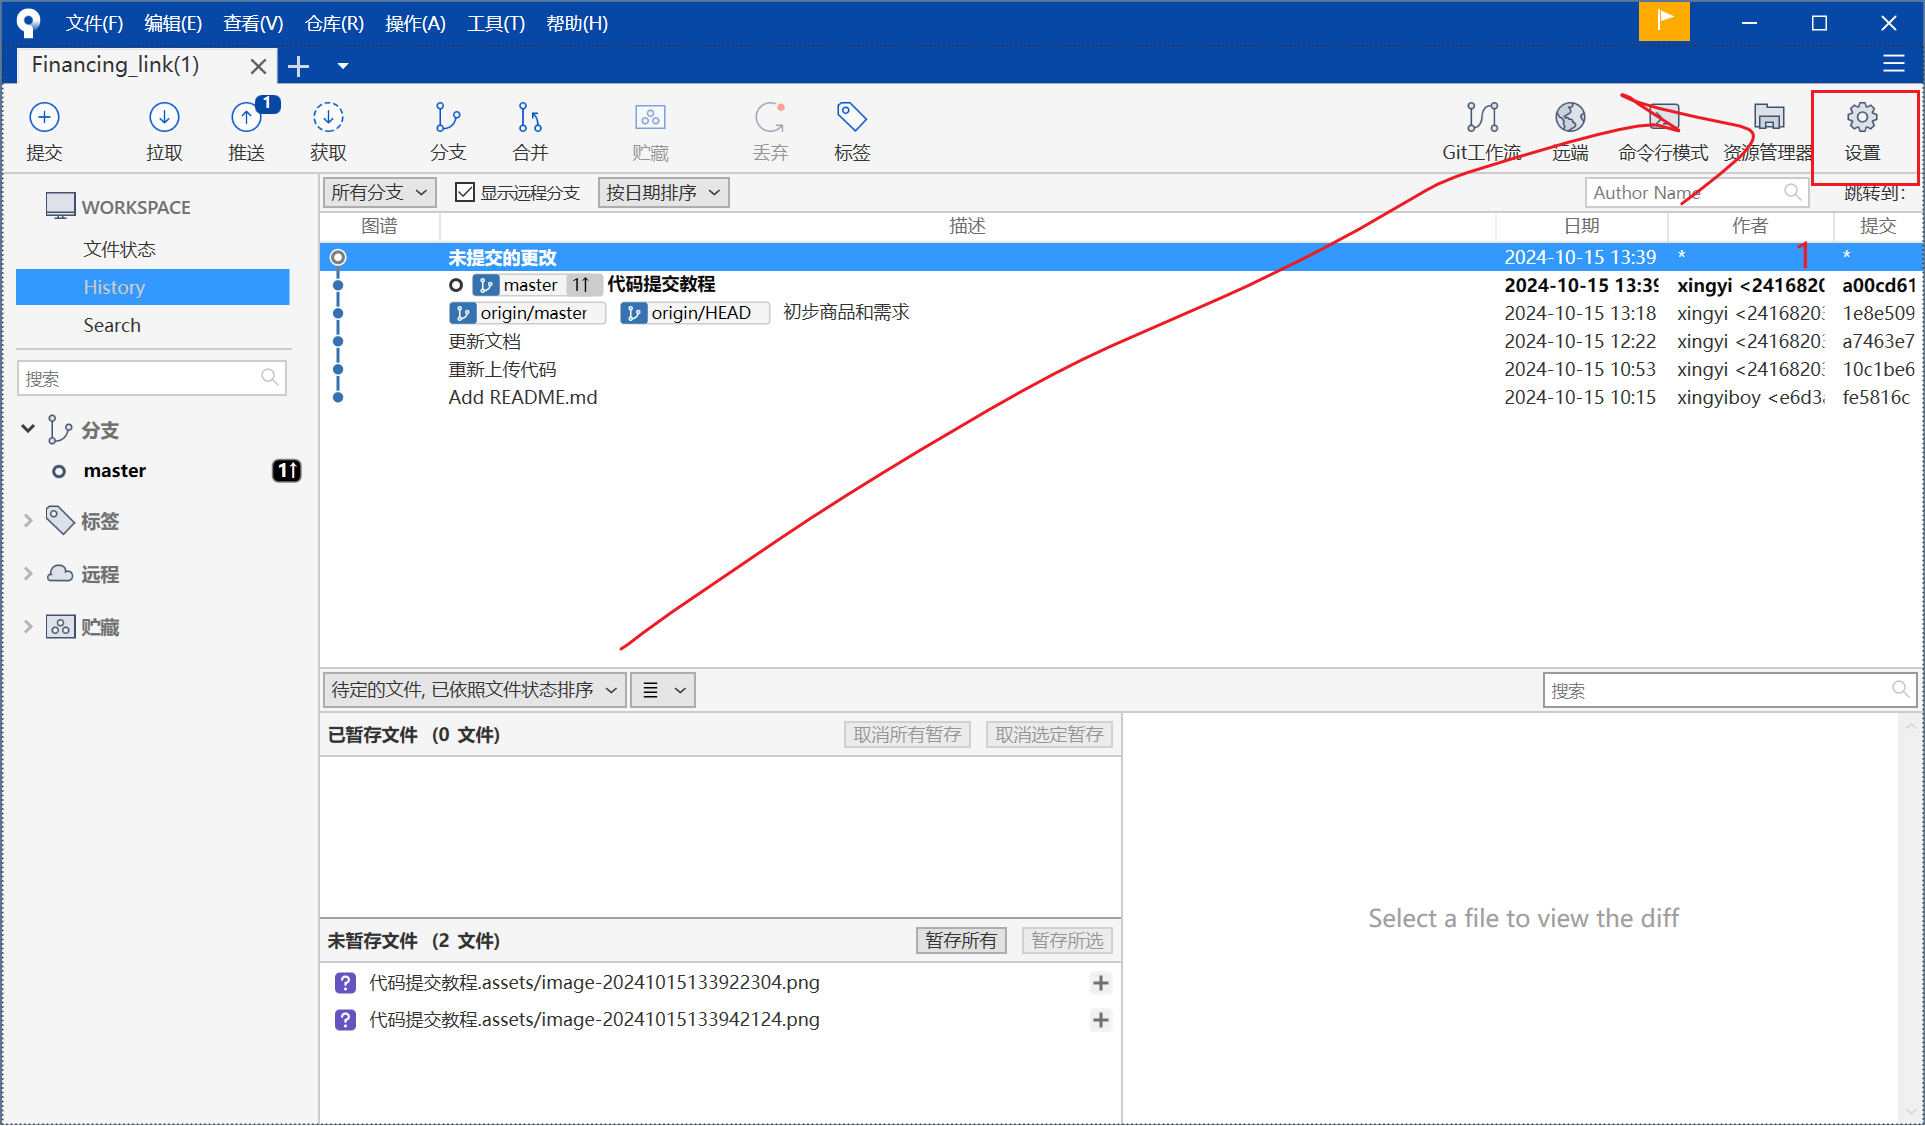 文件(F) 编辑(E) 查看(V) 仓库(R) 操作(A) 工具(T) 帮助(H)
Financing_link(1)
1
提交 拉取 推送 获取 分支 合并 贮藏 丢弃 标签 Git工作流 远端 命令行模式 资源管理器 设置
WORKSPACE
文件状态
History
Search
搜索
分支
master 1↑
标签
远程
贮藏
所有分支 显示远程分支 按日期排序 Author Name 跳转到:
图谱 描述 日期 作者 提交
未提交的更改 2024-10-15 13:39 * 1 *
master 1↑ 代码提交教程 2024-10-15 13:39 xingyi <2416820 a00cd61
origin/master origin/HEAD 初步商品和需求 2024-10-15 13:18 xingyi <24168203 1e8e509
更新文档 2024-10-15 12:22 xingyi <24168203 a7463e7
重新上传代码 2024-10-15 10:53 xingyi <24168203 10c1be6
Add README.md 2024-10-15 10:15 xingyiboy <e6d3a fe5816c
待定的文件, 已依照文件状态排序 搜索
已暂存文件 (0 文件) 取消所有暂存 取消选定暂存
未暂存文件 (2 文件) 暂存所有 暂存所选
代码提交教程.assets/image-20241015133922304.png
代码提交教程.assets/image-20241015133942124.png
Select a file to view the diff